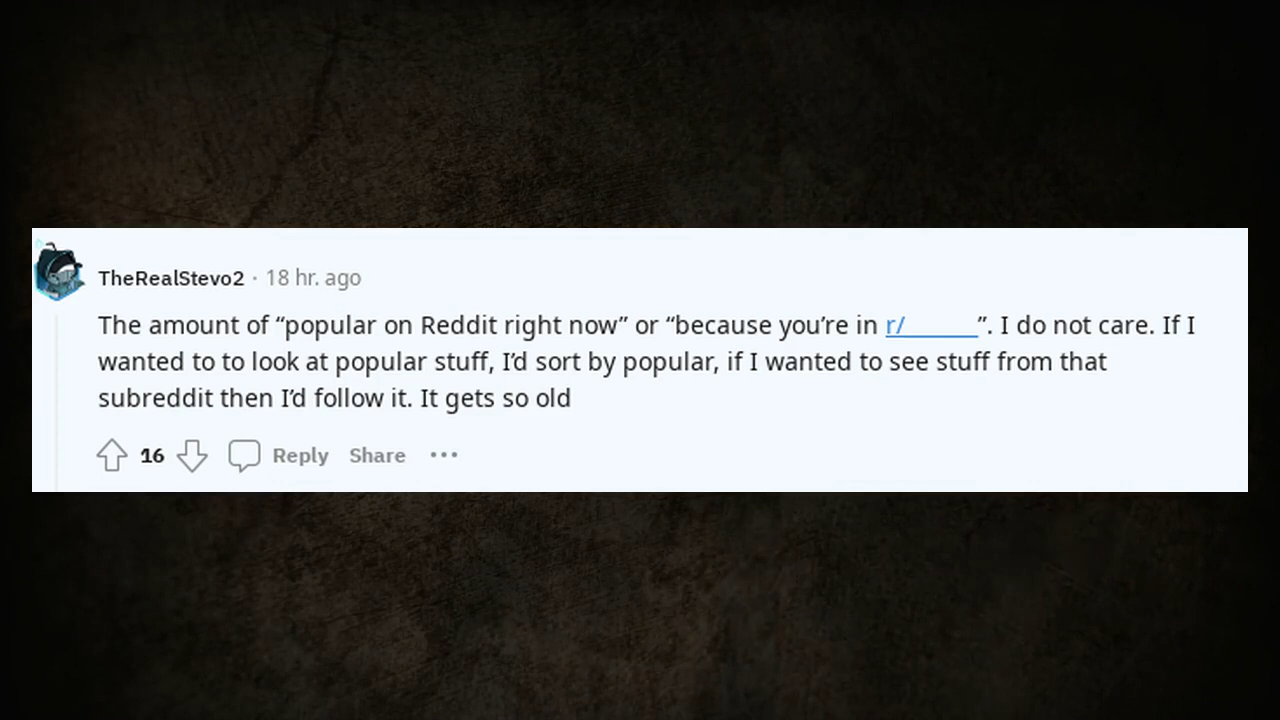 TheRealStevo2 · 18 hr. ago
The amount of “popular on Reddit right now” or “because you’re in r/______”. I do not care. If I
wanted to to look at popular stuff, I’d sort by popular, if I wanted to see stuff from that
subreddit then I’d follow it. It gets so old
16 Reply Share ···